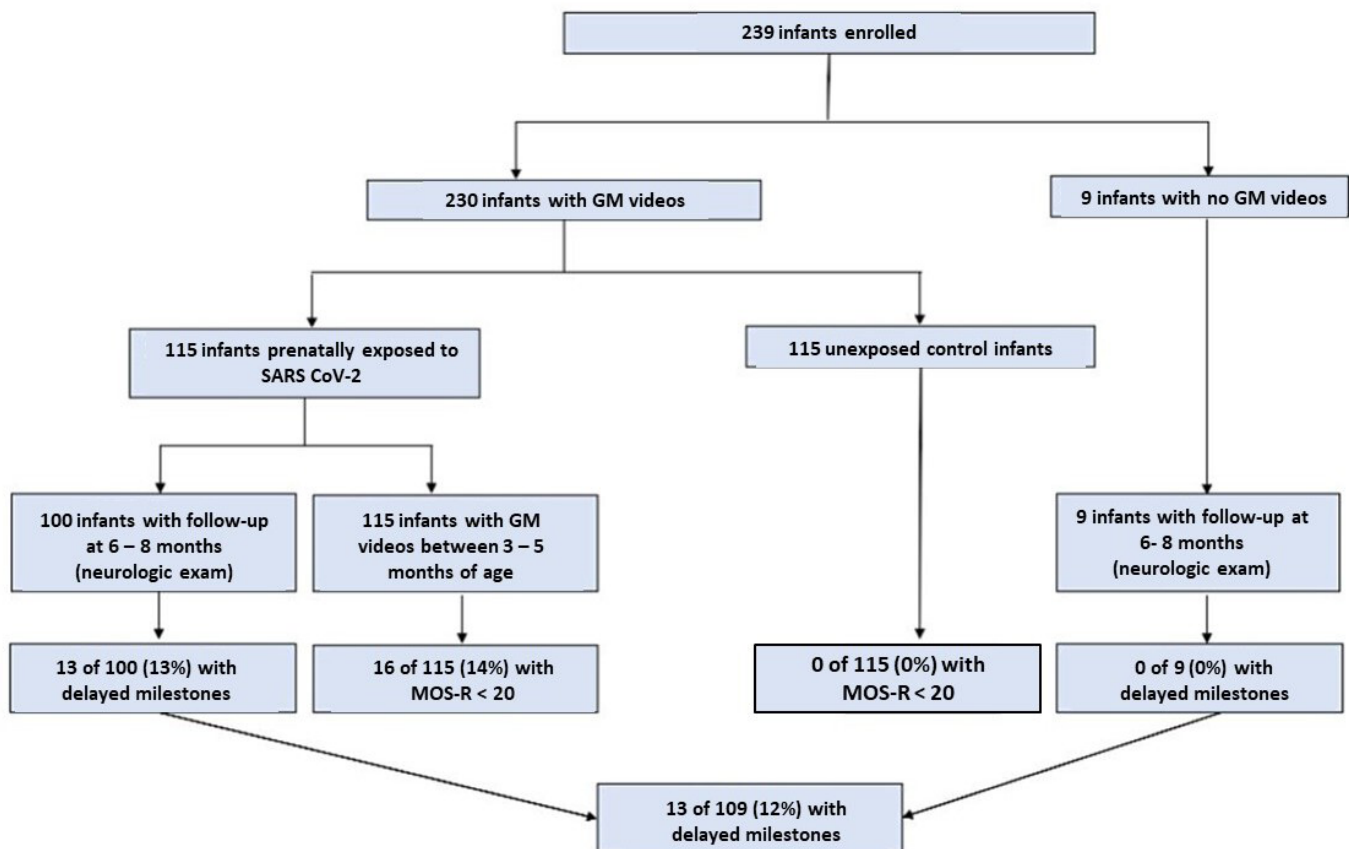 239 infants enrolled
230 infants with GM videos
9 infants with no GM videos
115 infants prenatally exposed to
SARS CoV-2
115 unexposed control infants
100 infants with follow-up
at 6 – 8 months
(neurologic exam)
115 infants with GM
videos between 3 – 5
months of age
9 infants with follow-up at
6- 8 months
(neurologic exam)
13 of 100 (13%) with
delayed milestones
16 of 115 (14%) with
MOS-R < 20
0 of 115 (0%) with
MOS-R < 20
0 of 9 (0%) with
delayed milestones
13 of 109 (12%) with
delayed milestones